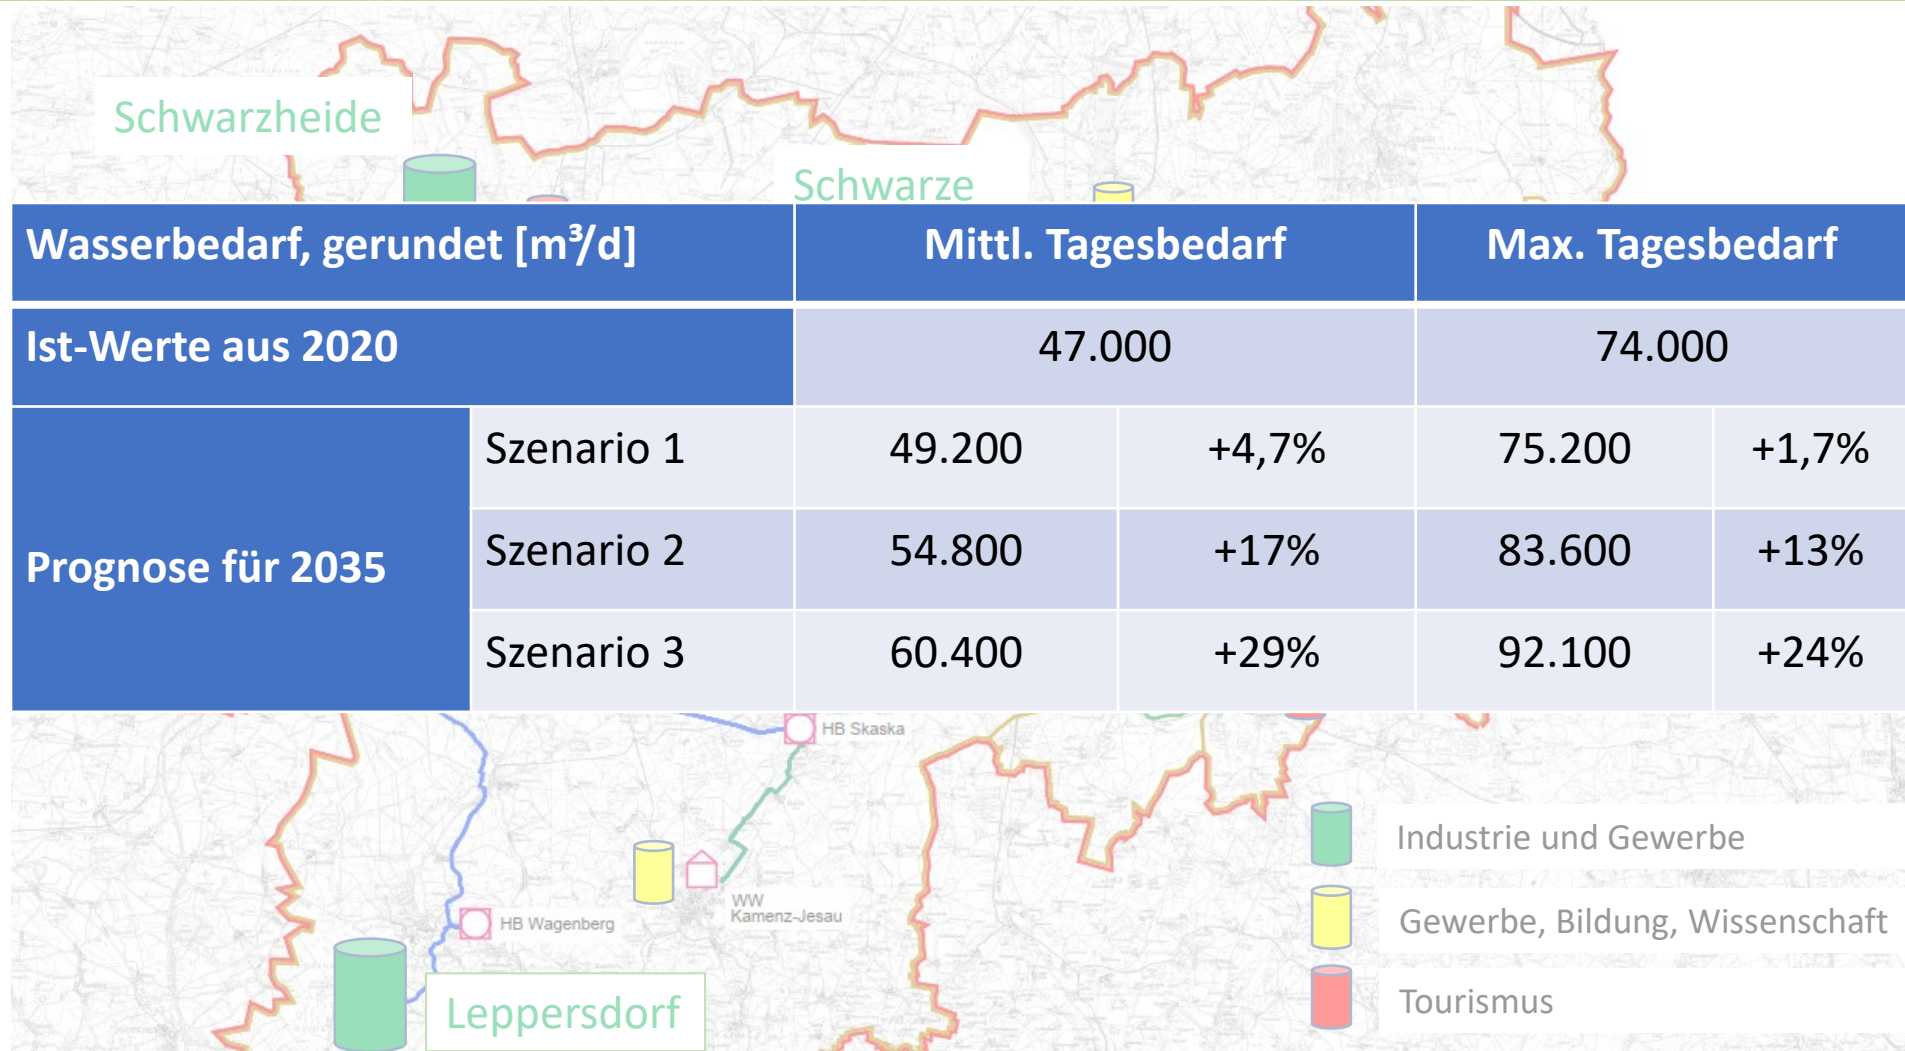 Schwarzheide
Schwarze
Wasserbedarf, gerundet [m³/d] Mittl. Tagesbedarf Max. Tagesbedarf
Ist-Werte aus 2020 47.000 74.000
Prognose für 2035
Szenario 1 49.200 +4,7% 75.200 +1,7%
Szenario 2 54.800 +17% 83.600 +13%
Szenario 3 60.400 +29% 92.100 +24%
HB Skaska
WW
Kamenz-Jesau
HB Wagenberg
Leppersdorf
Industrie und Gewerbe
Gewerbe, Bildung, Wissenschaft
Tourismus